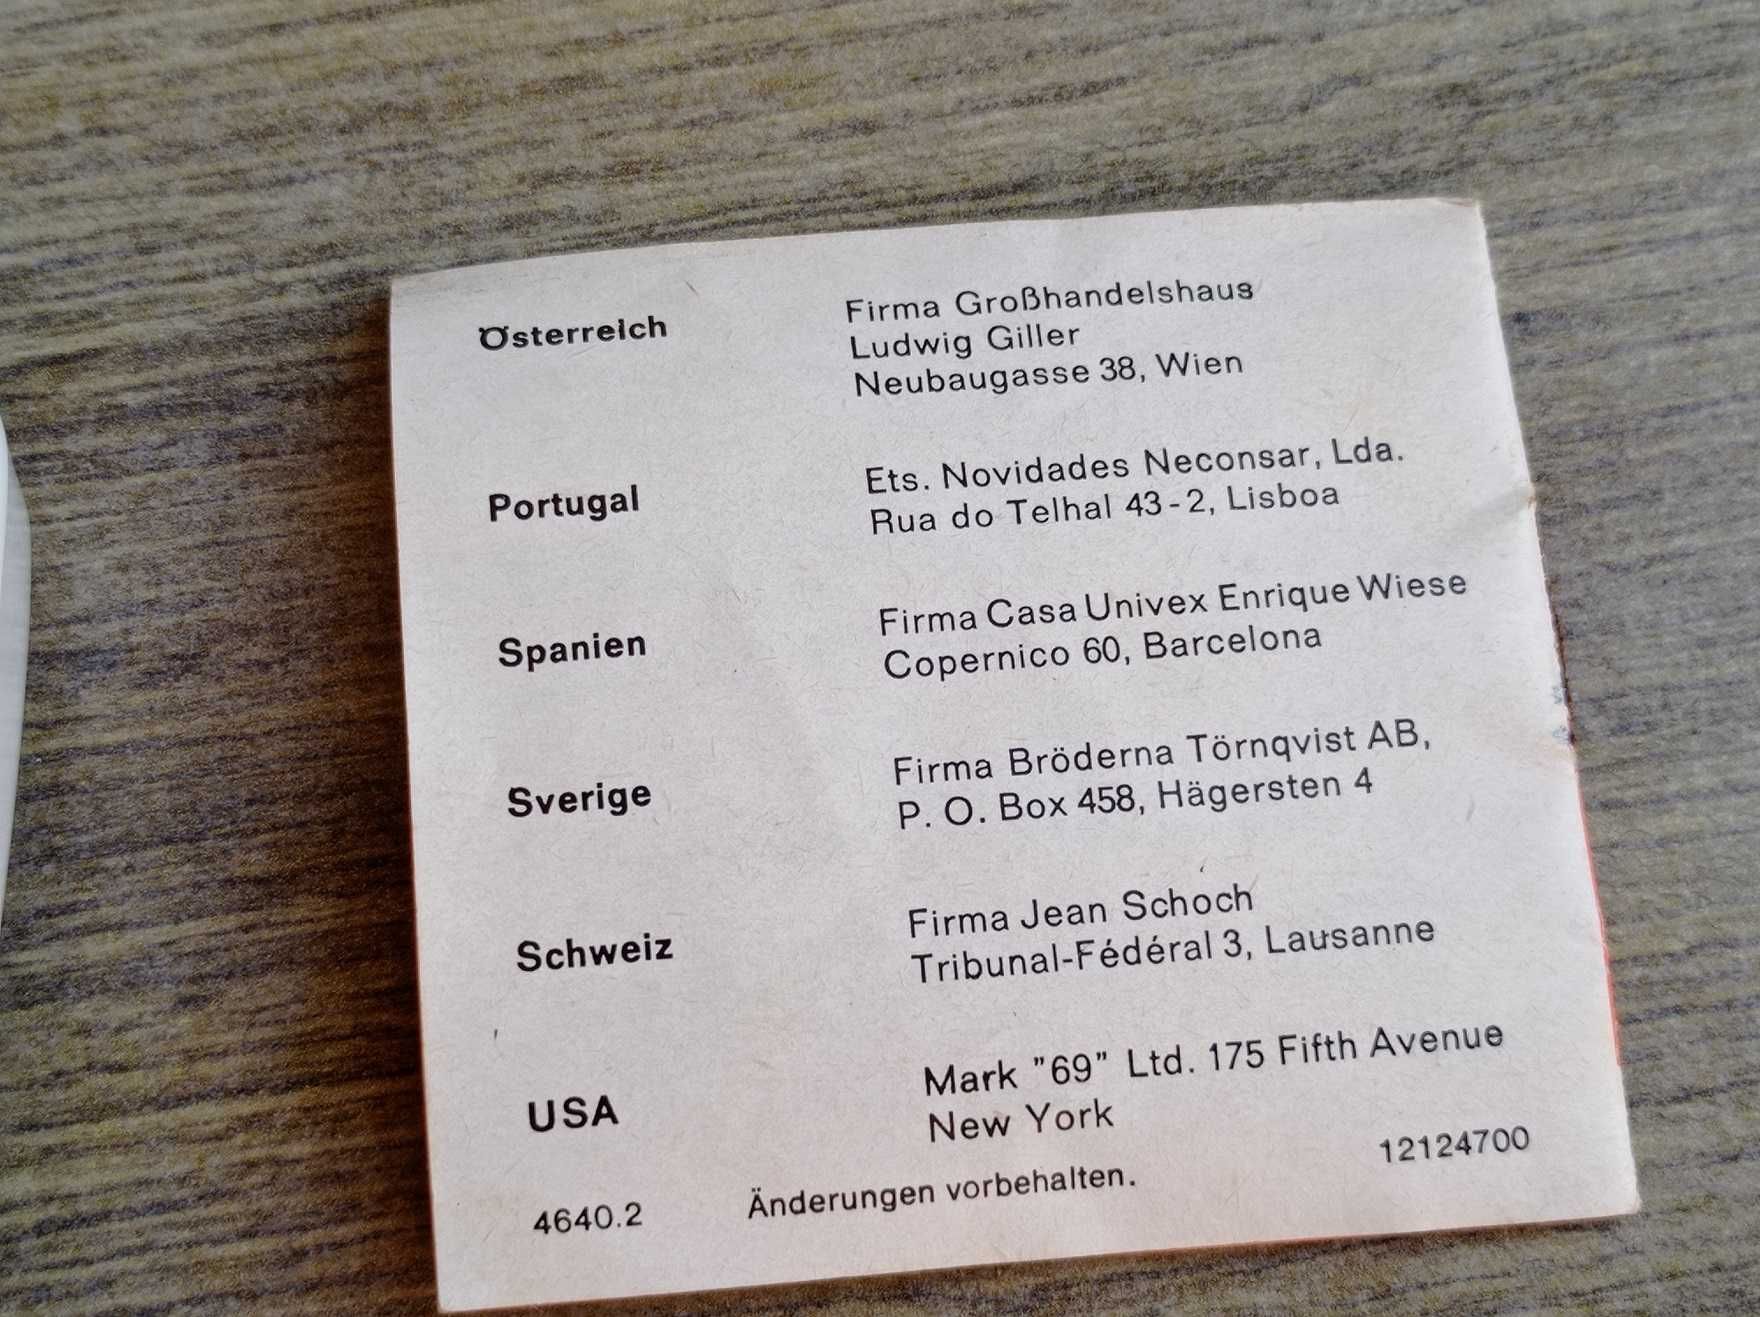 Österreich
Firma Großhandelshaus
Ludwig Giller
Neubaugasse 38, Wien
Portugal
Ets. Novidades Neconsar, Lda.
Rua do Telhal 43-2, Lisboa
Spanien
Firma Casa Univex Enrique Wiese
Copernico 60, Barcelona
Sverige
Firma Bröderna Törnqvist AB,
P. O. Box 458, Hägersten 4
Schweiz
Firma Jean Schoch
Tribunal-Fédéral 3, Lausanne
USA
Mark "69" Ltd. 175 Fifth Avenue
New York
4640.2
Änderungen vorbehalten.
12124700